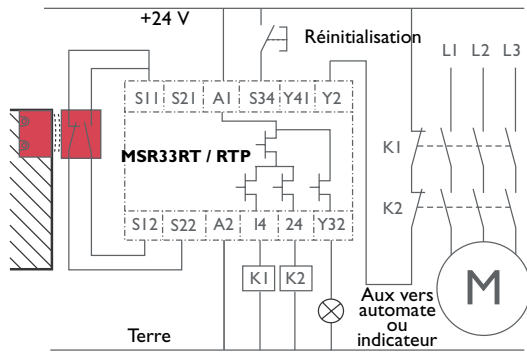 +24 V
Réinitialisation
L1 L2 L3
S11 S21 A1 S34 Y41 Y2
MSR33RT / RTP
K1
S12 S22 A2 14 24 Y32
K2
K1 K2
M
Aux vers
automate
ou
indicateur
Terre